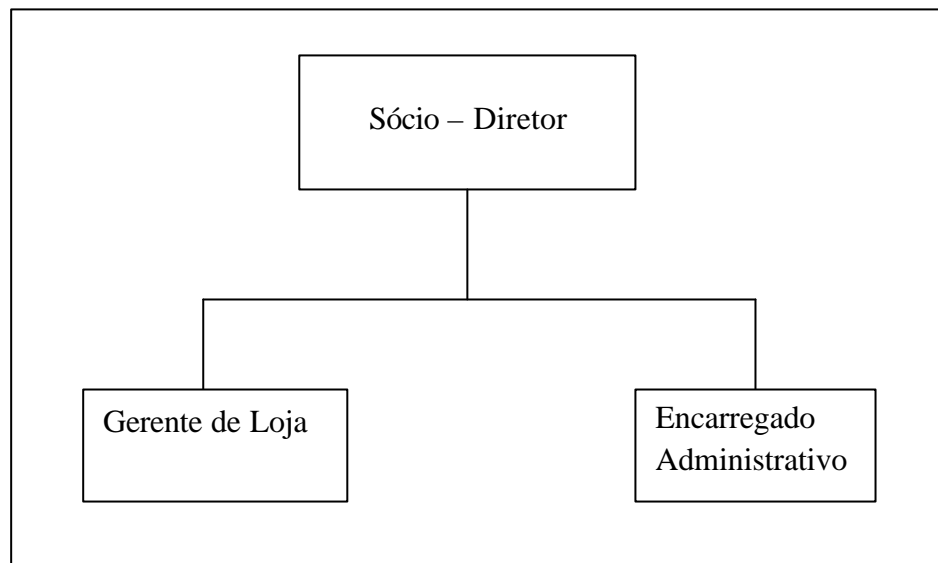 Sócio – Diretor
Gerente de Loja
Encarregado
Administrativo